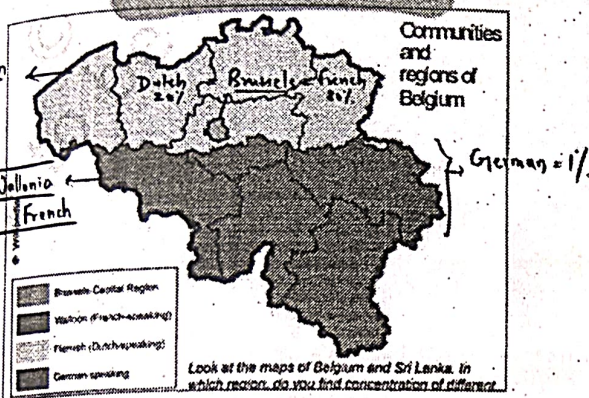 Communities
and
regions of
Belgium
Dutch
20%
Brussels - French
80%
German = 1%
Wallonia
French
Brussels-Capital Region
Walloon (French-speaking)
Flemish (Dutch-speaking)
German-speaking
Look at the maps of Belgium and Sri Lanka. In
which region, do you find concentration of different